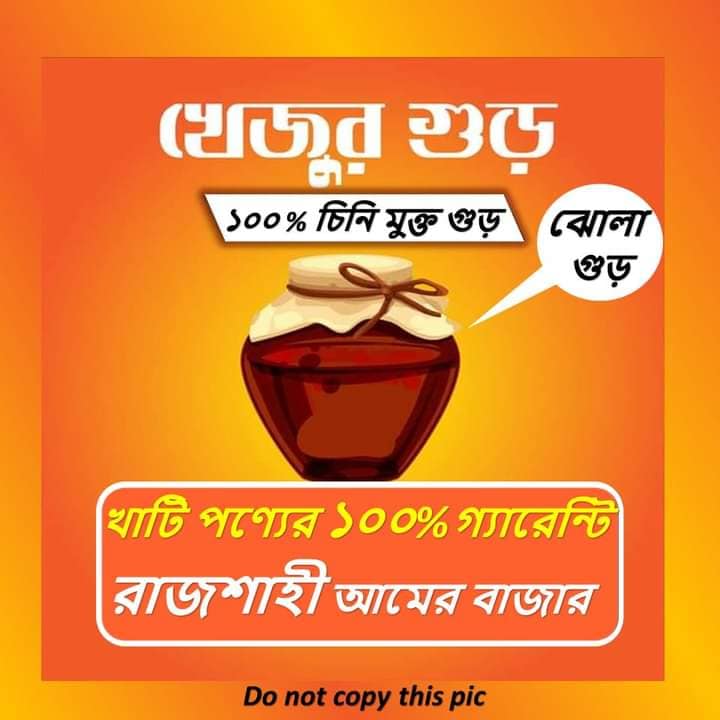 খেজুর গুড়
১০০% চিনি মুক্ত গুড়
ঝোলা
গুড়
খাটি পণ্যের ১০০% গ্যারেন্টি
রাজশাহী আমের বাজার
Do not copy this pic